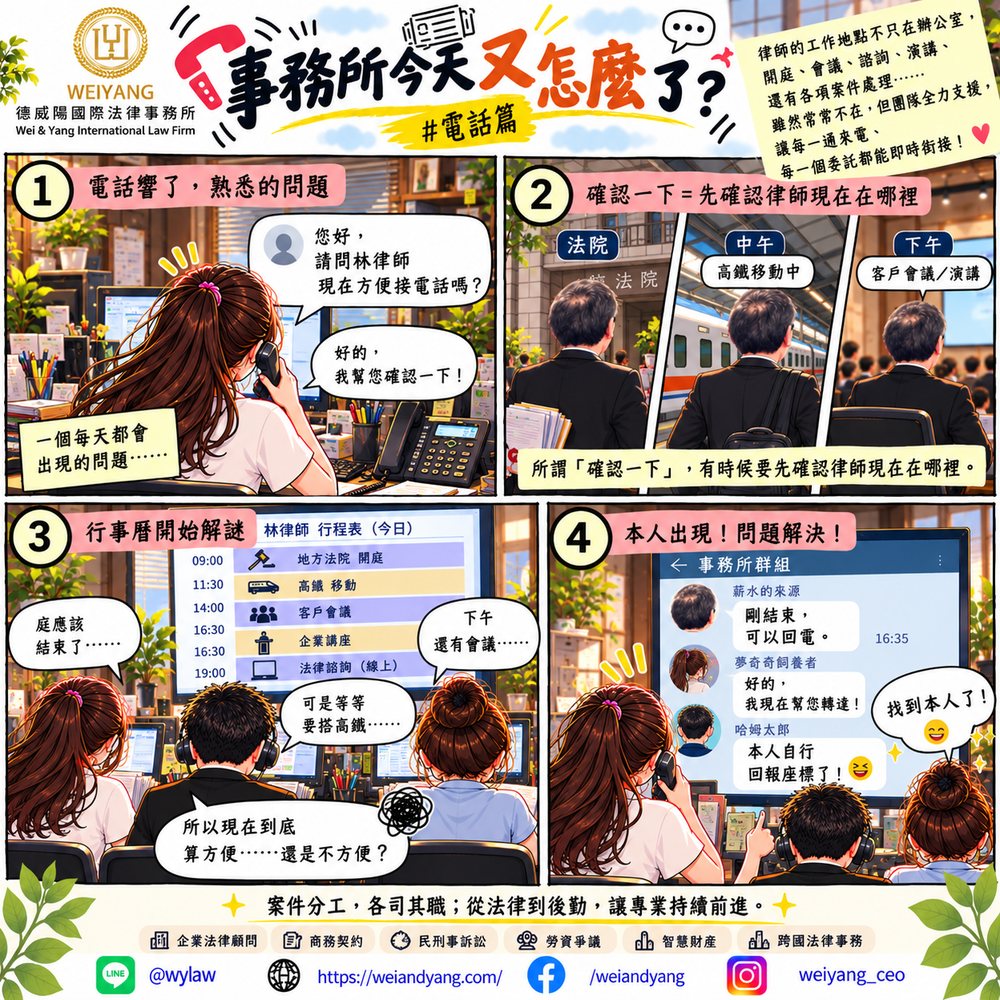 WEIYANG
德威陽國際法律事務所
Wei & Yang International Law Firm
事務所今天又怎麼了?
#電話篇
律師的工作地點不只在辦公室，
開庭、會議、諮詢、演講、
還有各項案件處理⋯⋯
雖然常常不在，但團隊全力支援，
讓每一通來電、
每一個委託都能即時銜接！
1 電話響了，熟悉的問題
您好，
請問林律師
現在方便接電話嗎？
好的，
我幫您確認一下！
一個每天都會
出現的問題⋯⋯
2 確認一下＝先確認律師現在在哪裡
法院
法院
中午
高鐵移動中
下午
客戶會議／演講
所謂「確認一下」，有時候要先確認律師現在在哪裡。
3 行事曆開始解謎
林律師 行程表（今日）
09:00 地方法院 開庭
11:30 高鐵 移動
14:00 客戶會議
16:30
16:30 企業講座
19:00 法律諮詢（線上）
庭應該
結束了⋯⋯
可是等等
要搭高鐵⋯⋯
下午
還有會議⋯⋯
所以現在到底
算方便⋯⋯還是不方便？
4 本人出現！問題解決！
← 事務所群組
薪水的來源
剛結束，
可以回電。
16:35
夢奇奇飼養者
好的，
我現在幫您轉達！
哈姆太郎
本人自行
回報座標了！😆
找到本人了！
😄
案件分工，各司其職；從法律到後勤，讓專業持續前進。
企業法律顧問 商務契約 民刑事訴訟 勞資爭議 智慧財產 跨國法律事務
LINE @wylaw https://weiandyang.com/ /weiandyang weiyang_ceo